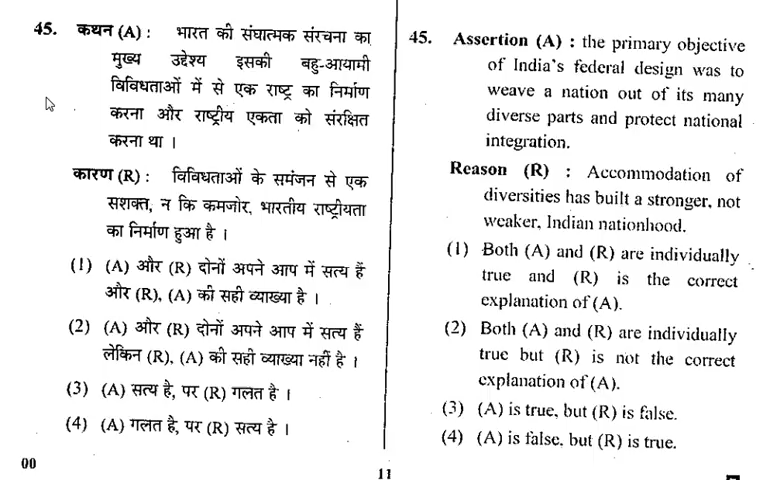 45. कथन (A) : भारत की संघात्मक संरचना का
मुख्य उद्देश्य इसकी बहु-आयामी
विविधताओं में से एक राष्ट्र का निर्माण
करना और राष्ट्रीय एकता को संरक्षित
करना था ।
कारण (R) : विविधताओं के समंजन से एक
सशक्त, न कि कमजोर, भारतीय राष्ट्रीयता
का निर्माण हुआ है ।
(1) (A) और (R) दोनों अपने आप में सत्य हैं
और (R), (A) की सही व्याख्या है ।
(2) (A) और (R) दोनों अपने आप में सत्य हैं
लेकिन (R), (A) की सही व्याख्या नहीं है ।
(3) (A) सत्य है, पर (R) गलत है ।
(4) (A) गलत है, पर (R) सत्य है ।
00
45. Assertion (A) : the primary objective
of India's federal design was to
weave a nation out of its many
diverse parts and protect national
integration.
Reason (R) : Accommodation of
diversities has built a stronger, not
weaker, Indian nationhood.
(1) Both (A) and (R) are individually
true and (R) is the correct
explanation of (A).
(2) Both (A) and (R) are individually
true but (R) is not the correct
explanation of (A).
(3) (A) is true, but (R) is false.
(4) (A) is false, but (R) is true.
11